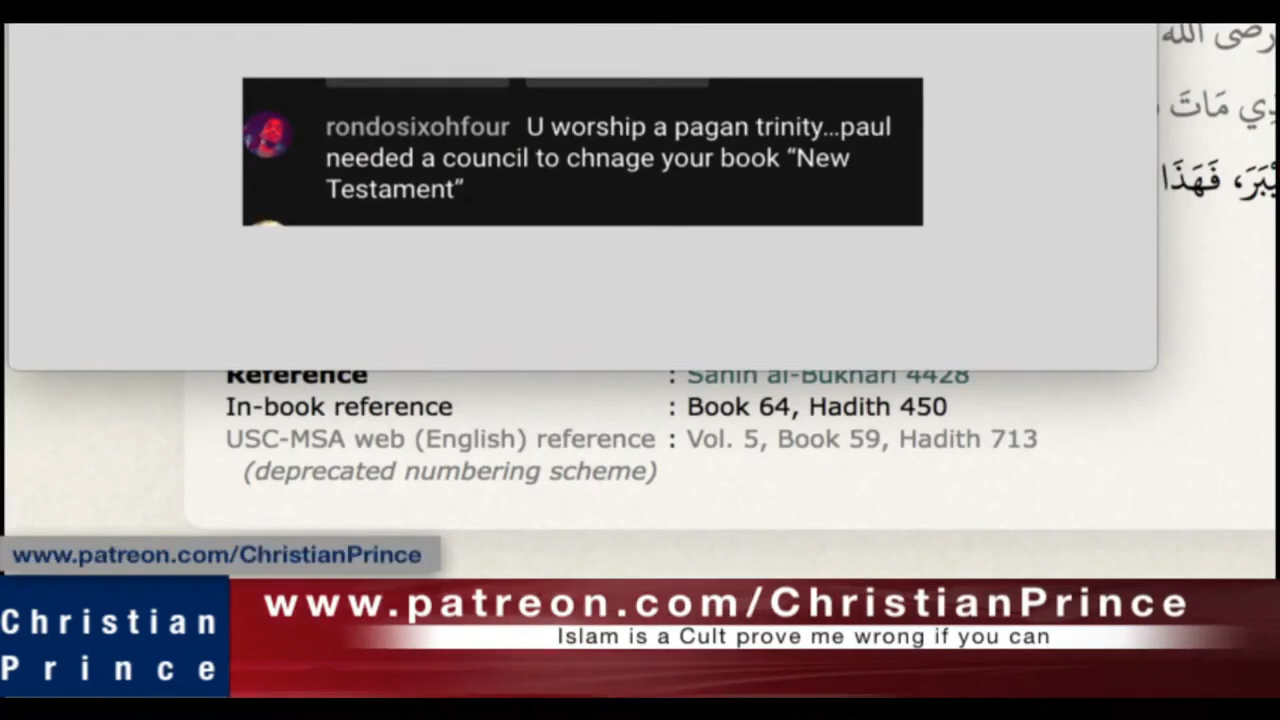 رضى الله
ذِي مَاتَ
rondosixohfour U worship a pagan trinity...paul
needed a council to chnage your book “New
Testament”
فَهَذَا
Reference : Sahih al-Bukhari 4428
In-book reference : Book 64, Hadith 450
USC-MSA web (English) reference : Vol. 5, Book 59, Hadith 713
(deprecated numbering scheme)
www.patreon.com/ChristianPrince
Christian
Prince
www.patreon.com/ChristianPrince
Islam is a Cult prove me wrong if you can